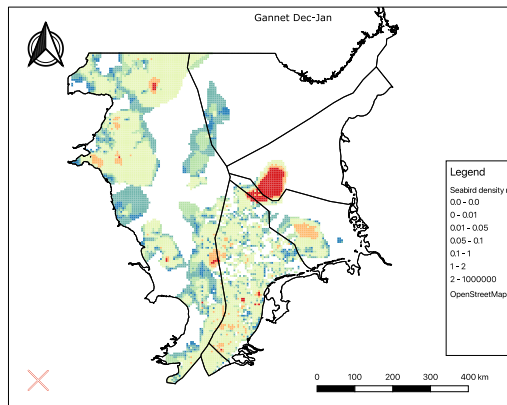 Gannet Dec-Jan
Legend
Seabird density
0.0 - 0.0
0 - 0.01
0.01 - 0.05
0.05 - 0.1
0.1 - 1
1 - 2
2 - 1000000
OpenStreetMap
0 100 200 300 400 km